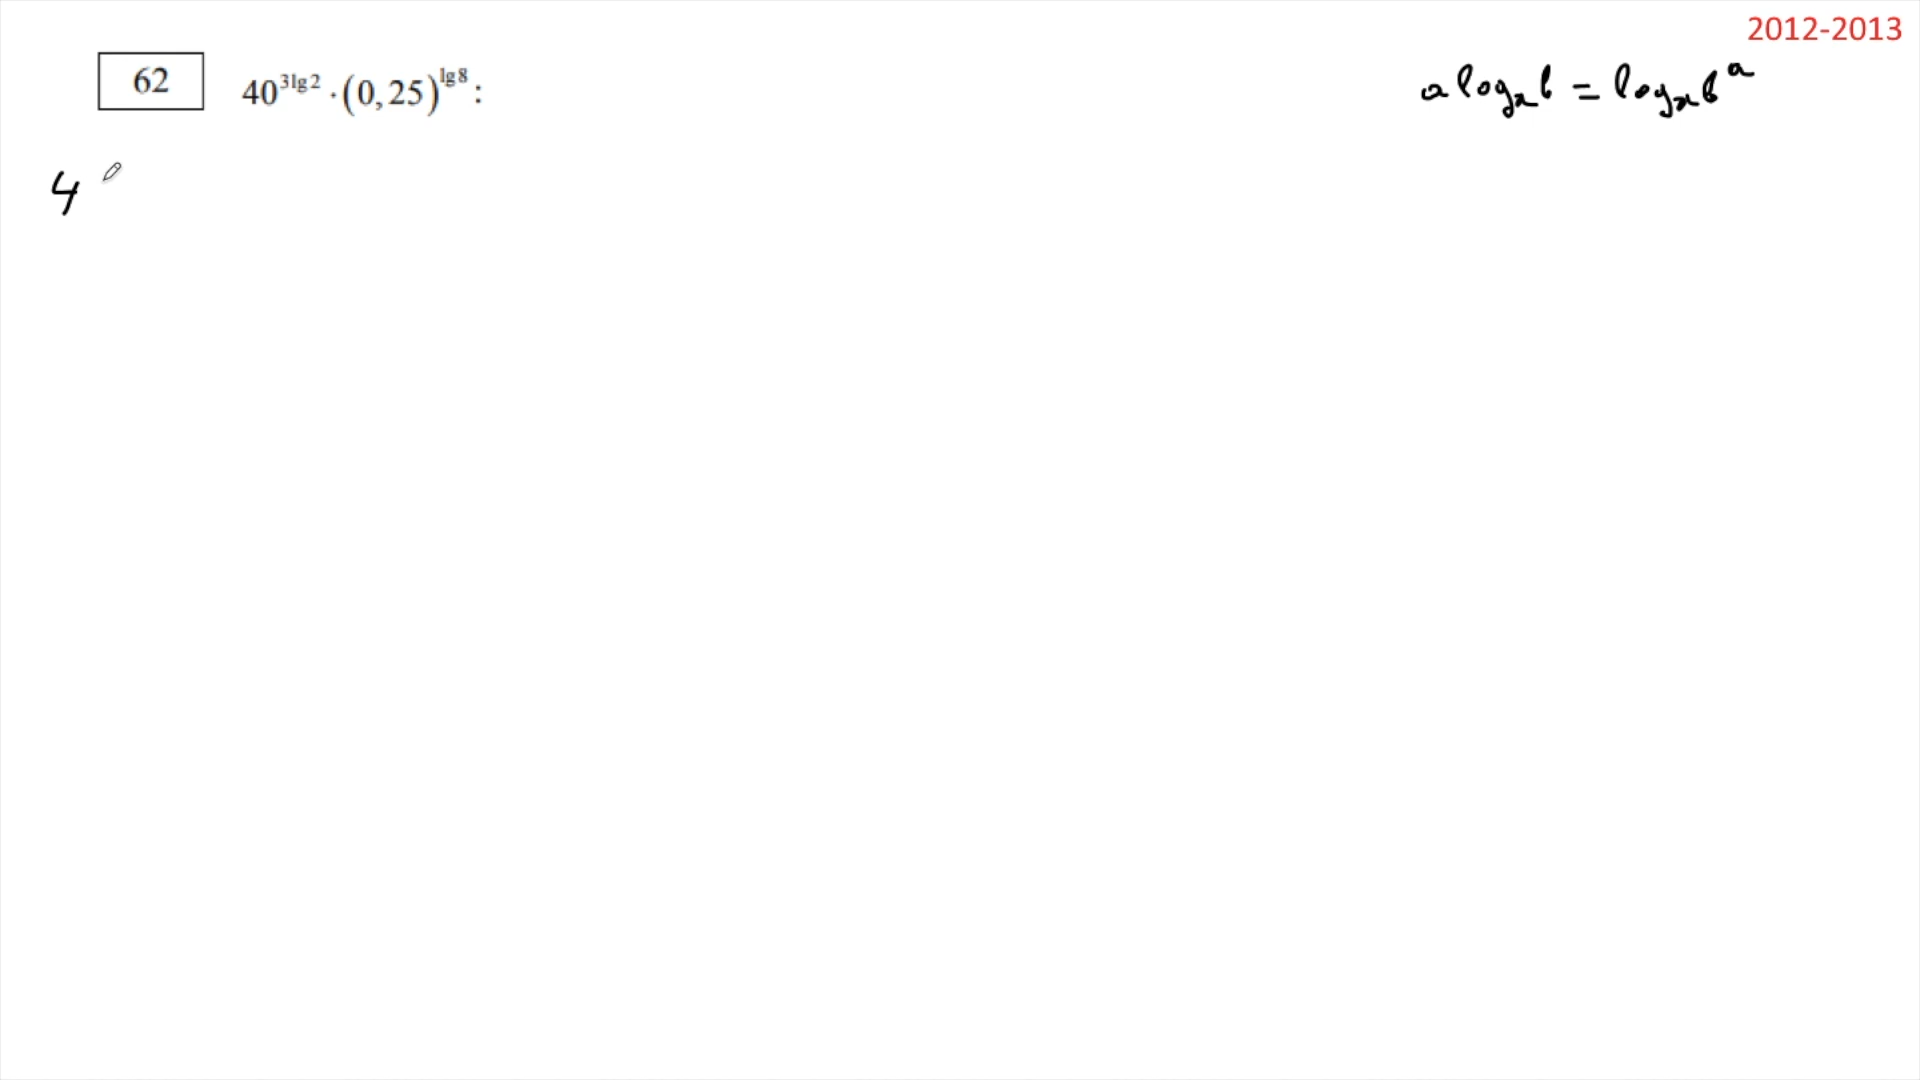 2012-2013
62 40^{3lg2} · (0,25)^{lg8} :
a log_x b = log_x b^a
4